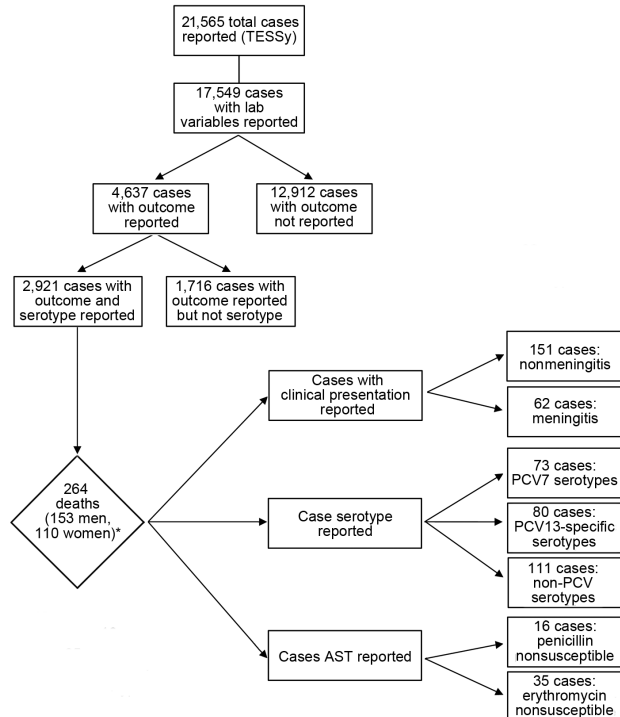 21,565 total cases
reported (TESSy)
17,549 cases
with lab
variables reported
4,637 cases
with outcome
reported
12,912 cases
with outcome
not reported
2,921 cases with
outcome and
serotype reported
1,716 cases with
outcome reported
but not serotype
264
deaths
(153 men,
110 women)*
Cases with
clinical presentation
reported
151 cases:
nonmeningitis
62 cases:
meningitis
Case serotype
reported
73 cases:
PCV7 serotypes
80 cases:
PCV13-specific
serotypes
111 cases:
non-PCV
serotypes
Cases AST reported
16 cases:
penicillin
nonsusceptible
35 cases:
erythromycin
nonsusceptible